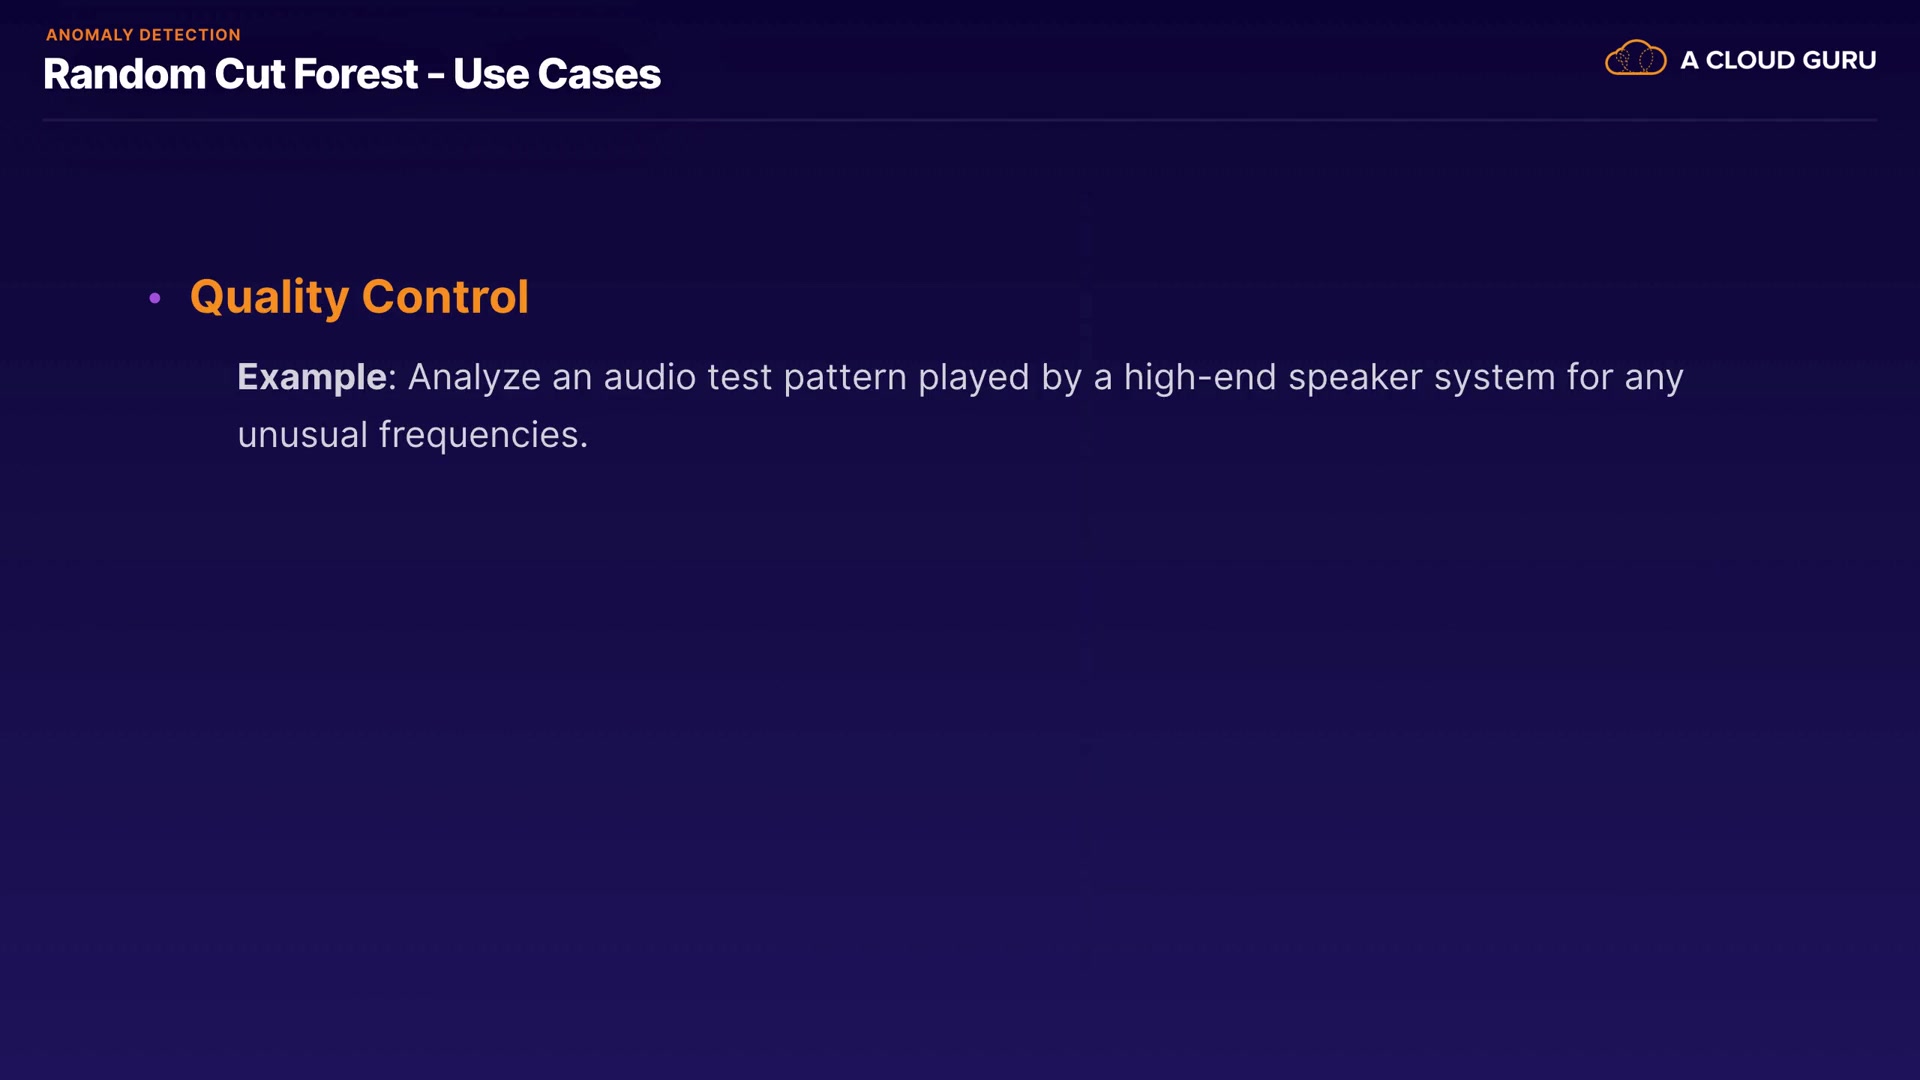 ANOMALY DETECTION
Random Cut Forest - Use Cases
A CLOUD GURU
• Quality Control
Example: Analyze an audio test pattern played by a high-end speaker system for any
unusual frequencies.